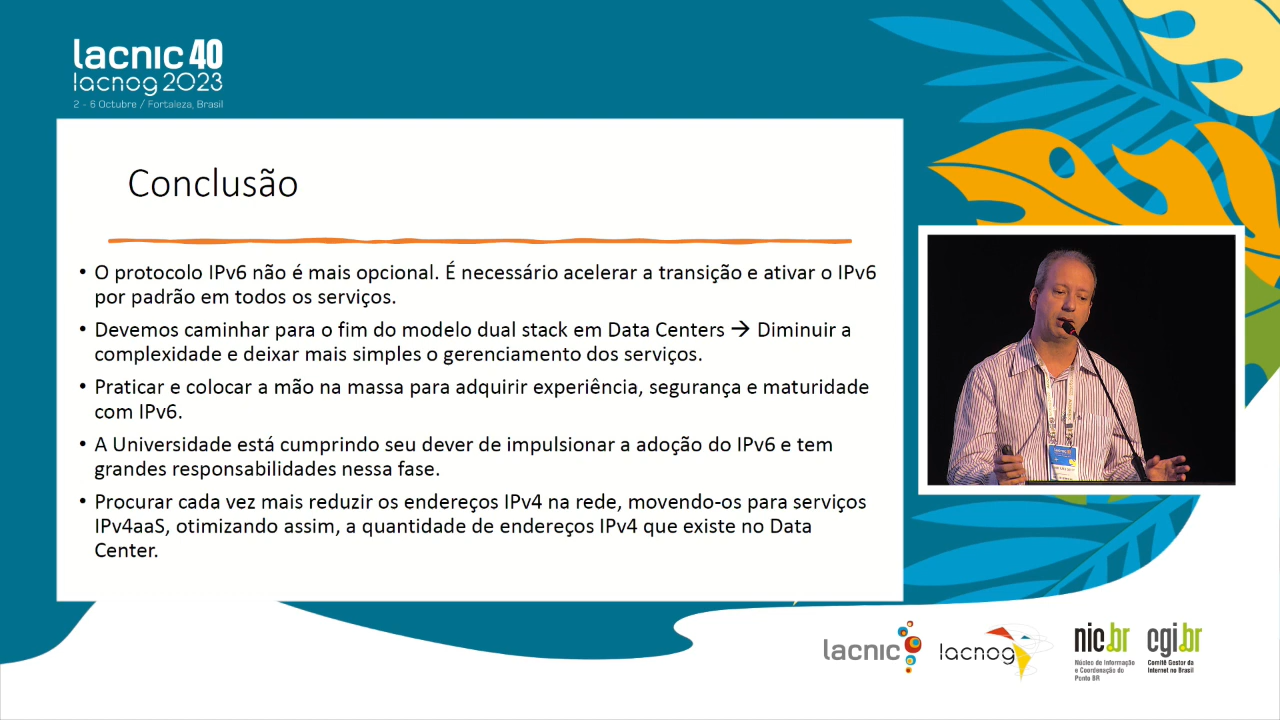 lacnic 40
lacnog 2023
2 - 6 Octubre / Fortaleza, Brasil
Conclusão
• O protocolo IPv6 não é mais opcional. É necessário acelerar a transição e ativar o IPv6
por padrão em todos os serviços.
• Devemos caminhar para o fim do modelo dual stack em Data Centers → Diminuir a
complexidade e deixar mais simples o gerenciamento dos serviços.
• Praticar e colocar a mão na massa para adquirir experiência, segurança e maturidade
com IPv6.
• A Universidade está cumprindo seu dever de impulsionar a adoção do IPv6 e tem
grandes responsabilidades nessa fase.
• Procurar cada vez mais reduzir os endereços IPv4 na rede, movendo-os para serviços
IPv4aaS, otimizando assim, a quantidade de endereços IPv4 que existe no Data
Center.
lacnic
lacnog
nic.br
Núcleo de Informação
e Coordenação do
Ponto BR
cgi.br
Comitê Gestor da
Internet no Brasil